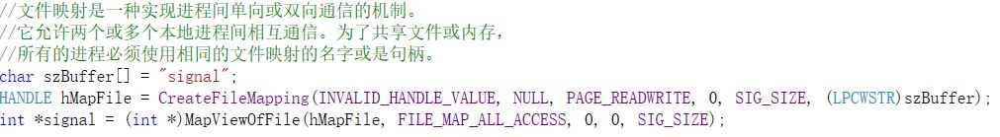 //文件映射是一种实现进程间单向或双向通信的机制。
//它允许两个或多个本地进程间相互通信。为了共享文件或内存，
//所有的进程必须使用相同的文件映射的名字或是句柄。
char szBuffer[] = "signal";
HANDLE hMapFile = CreateFileMapping(INVALID_HANDLE_VALUE, NULL, PAGE_READWRITE, 0, SIG_SIZE, (LPCWSTR)szBuffer);
int *signal = (int *)MapViewOfFile(hMapFile, FILE_MAP_ALL_ACCESS, 0, 0, SIG_SIZE);